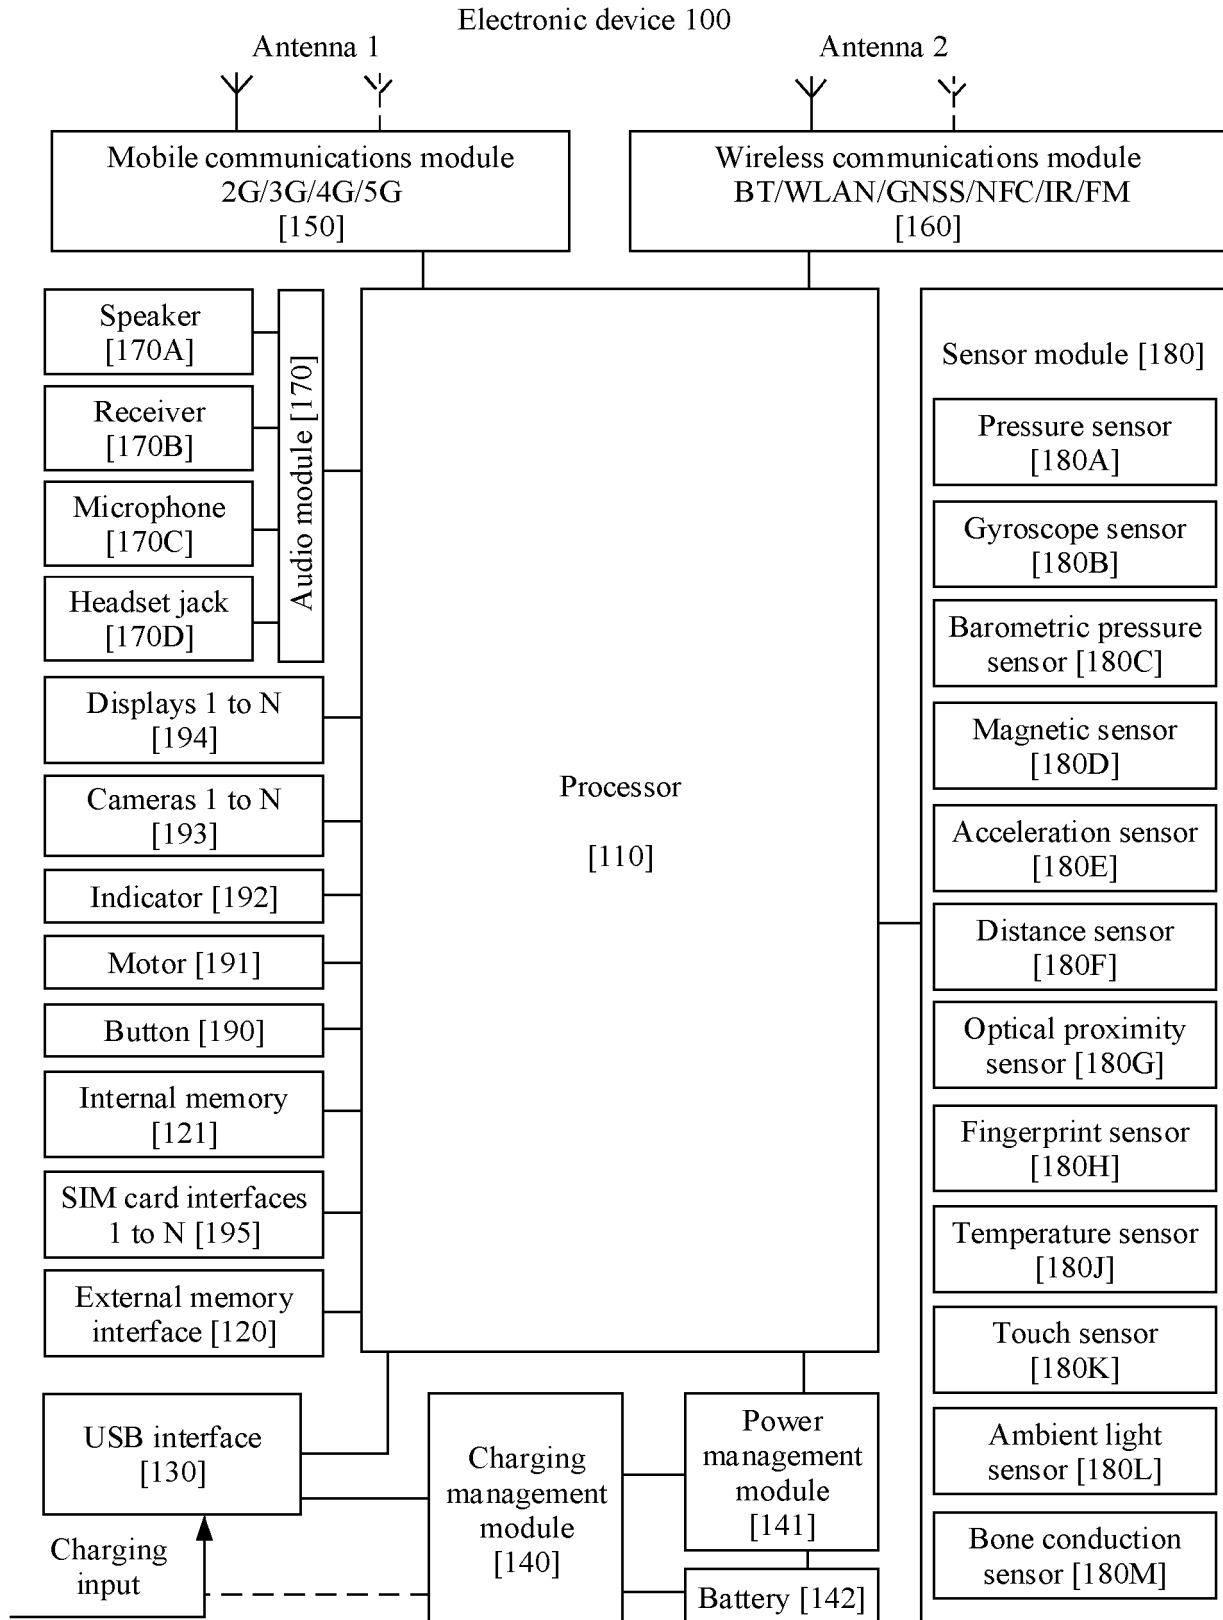 Electronic device 100
Antenna 1
Antenna 2
Mobile communications module
2G/3G/4G/5G
[150]
Wireless communications module
BT/WLAN/GNSS/NFC/IR/FM
[160]
Speaker
[170A]
Receiver
[170B]
Microphone
[170C]
Headset jack
[170D]
Audio module [170]
Displays 1 to N
[194]
Cameras 1 to N
[193]
Indicator [192]
Motor [191]
Button [190]
Internal memory
[121]
SIM card interfaces
1 to N [195]
External memory
interface [120]
Processor
[110]
Sensor module [180]
Pressure sensor
[180A]
Gyroscope sensor
[180B]
Barometric pressure
sensor [180C]
Magnetic sensor
[180D]
Acceleration sensor
[180E]
Distance sensor
[180F]
Optical proximity
sensor [180G]
Fingerprint sensor
[180H]
Temperature sensor
[180J]
Touch sensor
[180K]
Ambient light
sensor [180L]
Bone conduction
sensor [180M]
USB interface
[130]
Charging
input
Charging
management
module
[140]
Power
management
module
[141]
Battery [142]